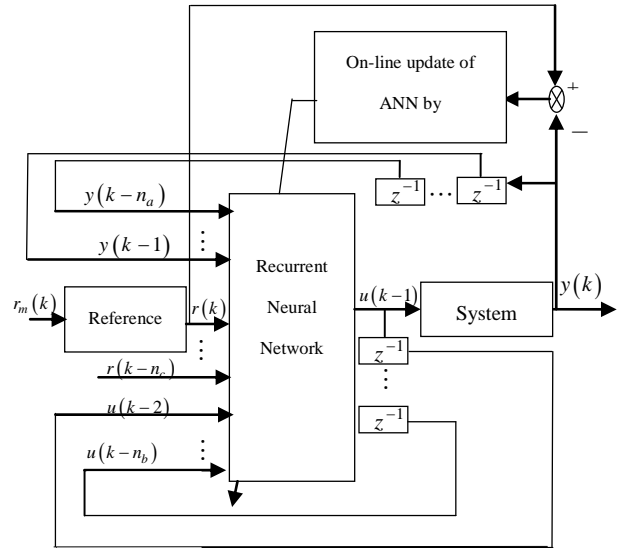 On-line update of
ANN by
+
−
z⁻¹ ... z⁻¹
y(k − n_a)
⋮
y(k − 1)
Recurrent
Neural
Network
r_m(k)
Reference
r(k)
⋮
r(k − n_c)
u(k − 2)
⋮
u(k − n_b)
u(k − 1)
System
y(k)
z⁻¹
⋮
z⁻¹